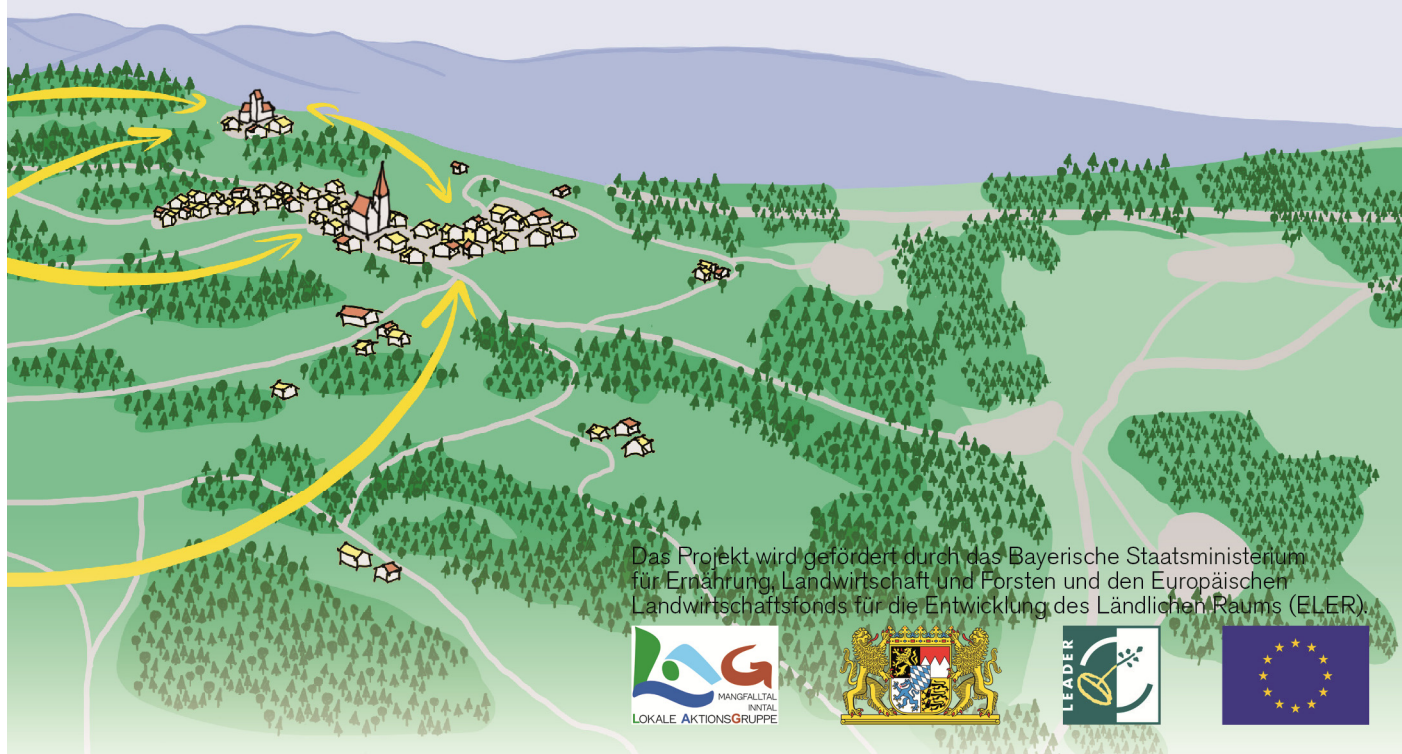 Das Projekt wird gefördert durch das Bayerische Staatsministerium
für Ernährung, Landwirtschaft und Forsten und den Europäischen
Landwirtschaftsfonds für die Entwicklung des Ländlichen Raums (ELER).
LAG
MANGFALLTAL
INNTAL
LOKALE AKTIONSGRUPPE
LEADER